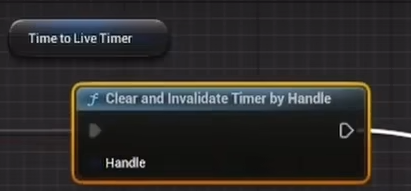 Time to Live Timer
f Clear and Invalidate Timer by Handle
Handle